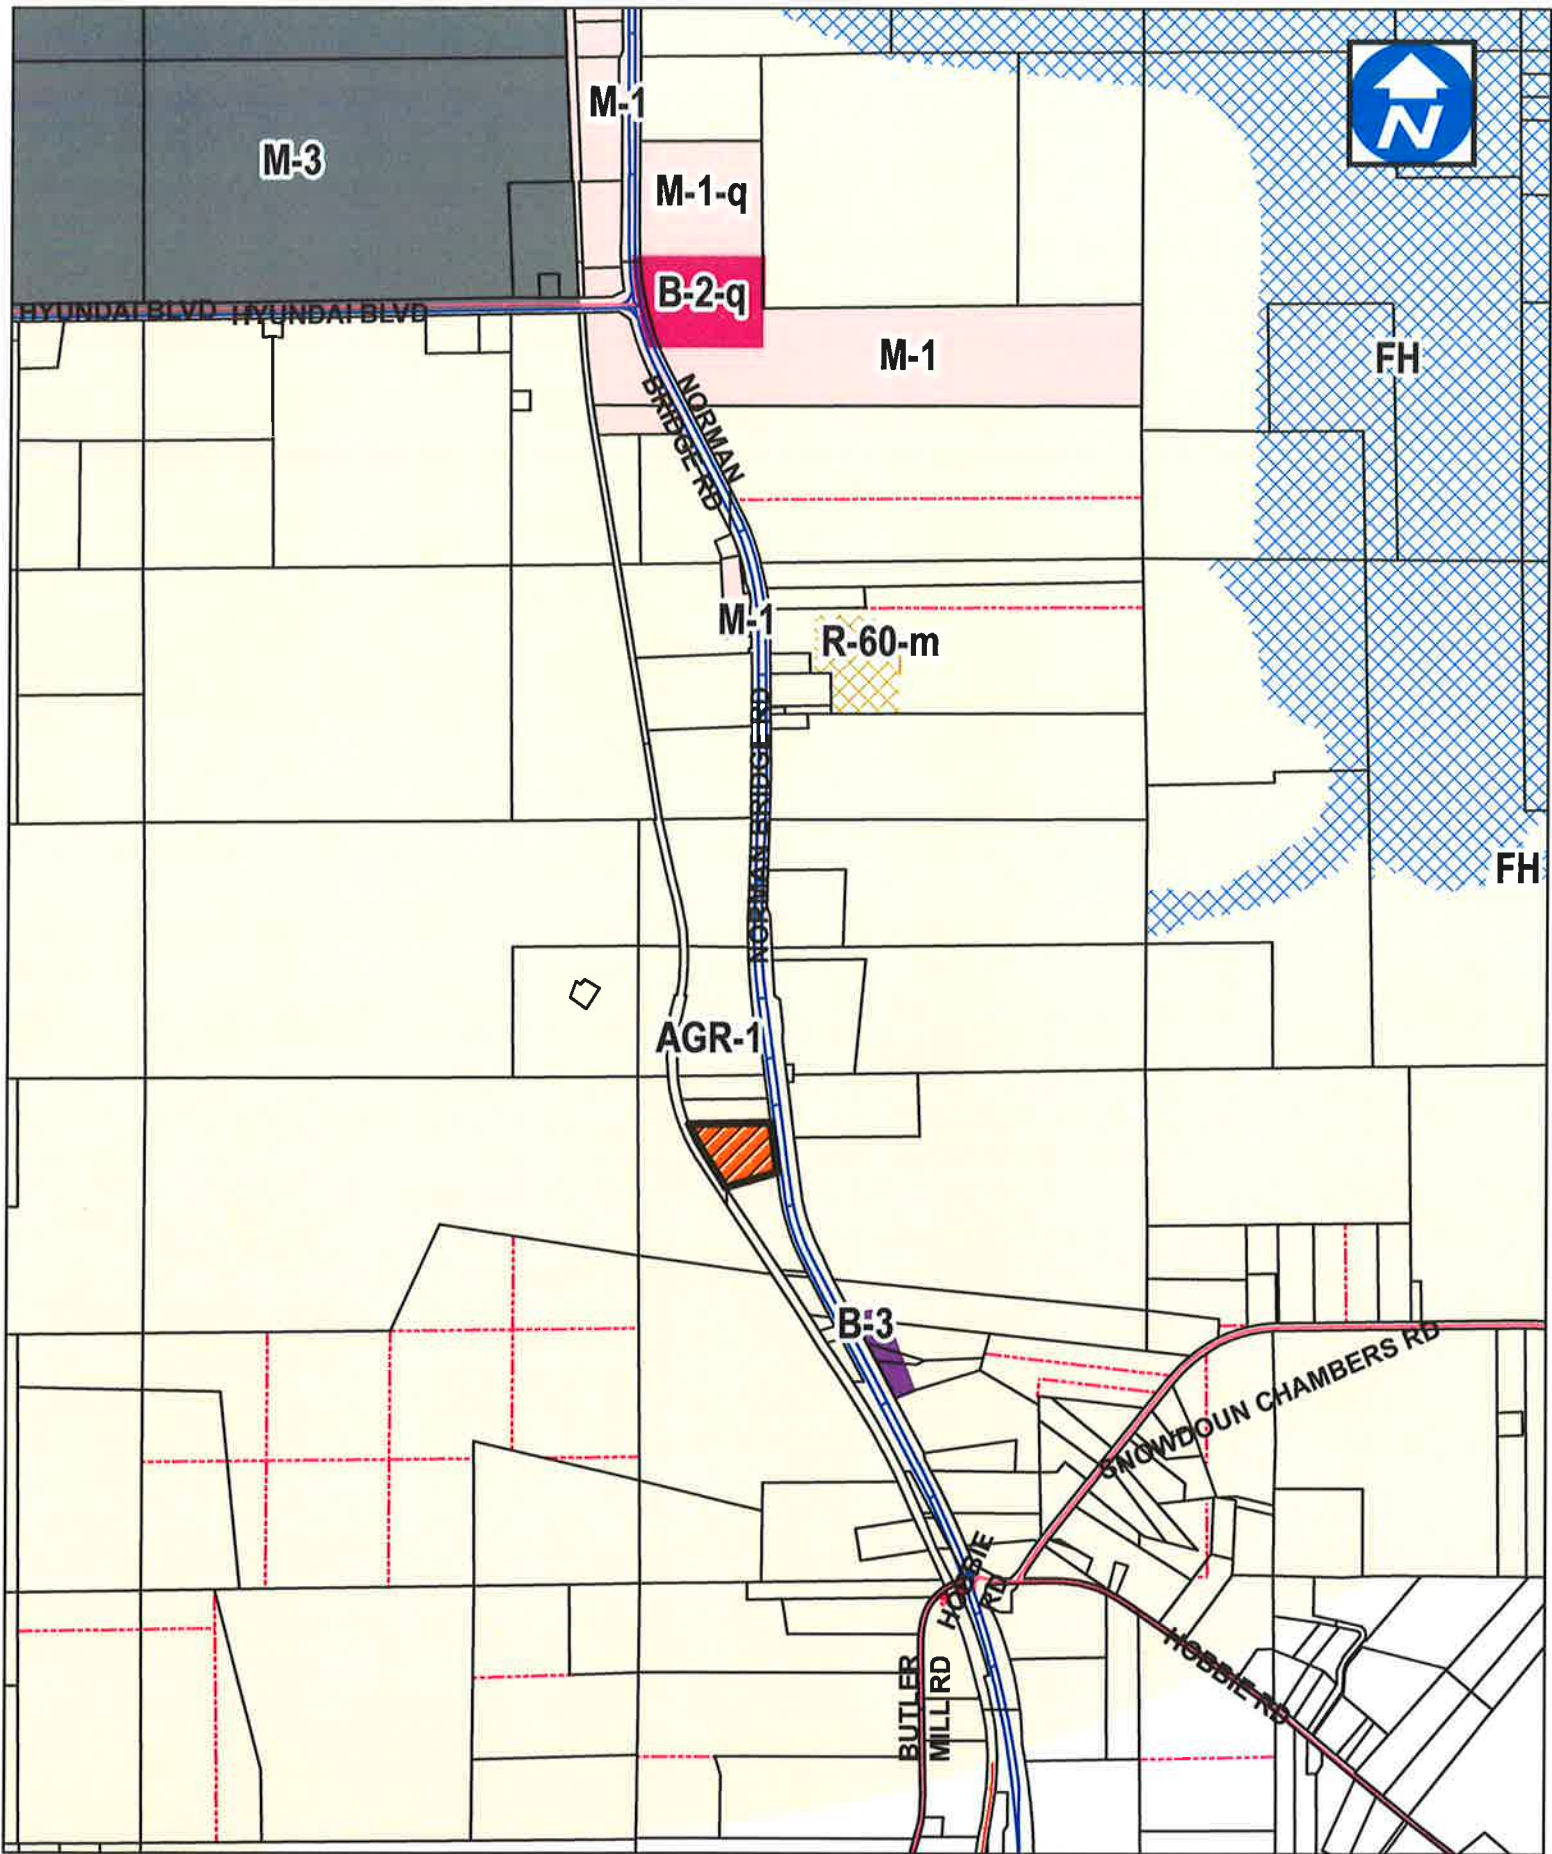 M-1
N
M-3
M-1-q
B-2-q
HYUNDAI BLVD HYUNDAI BLVD
M-1
FH
NORMAN
BRIDGE RD
M-1
R-60-m
NORMAN BRIDGE RD
FH
AGR-1
B-3
SNOWDOUN CHAMBERS RD
HOBBIE
RD
HOBBIE RD
BUTLER
MILL RD